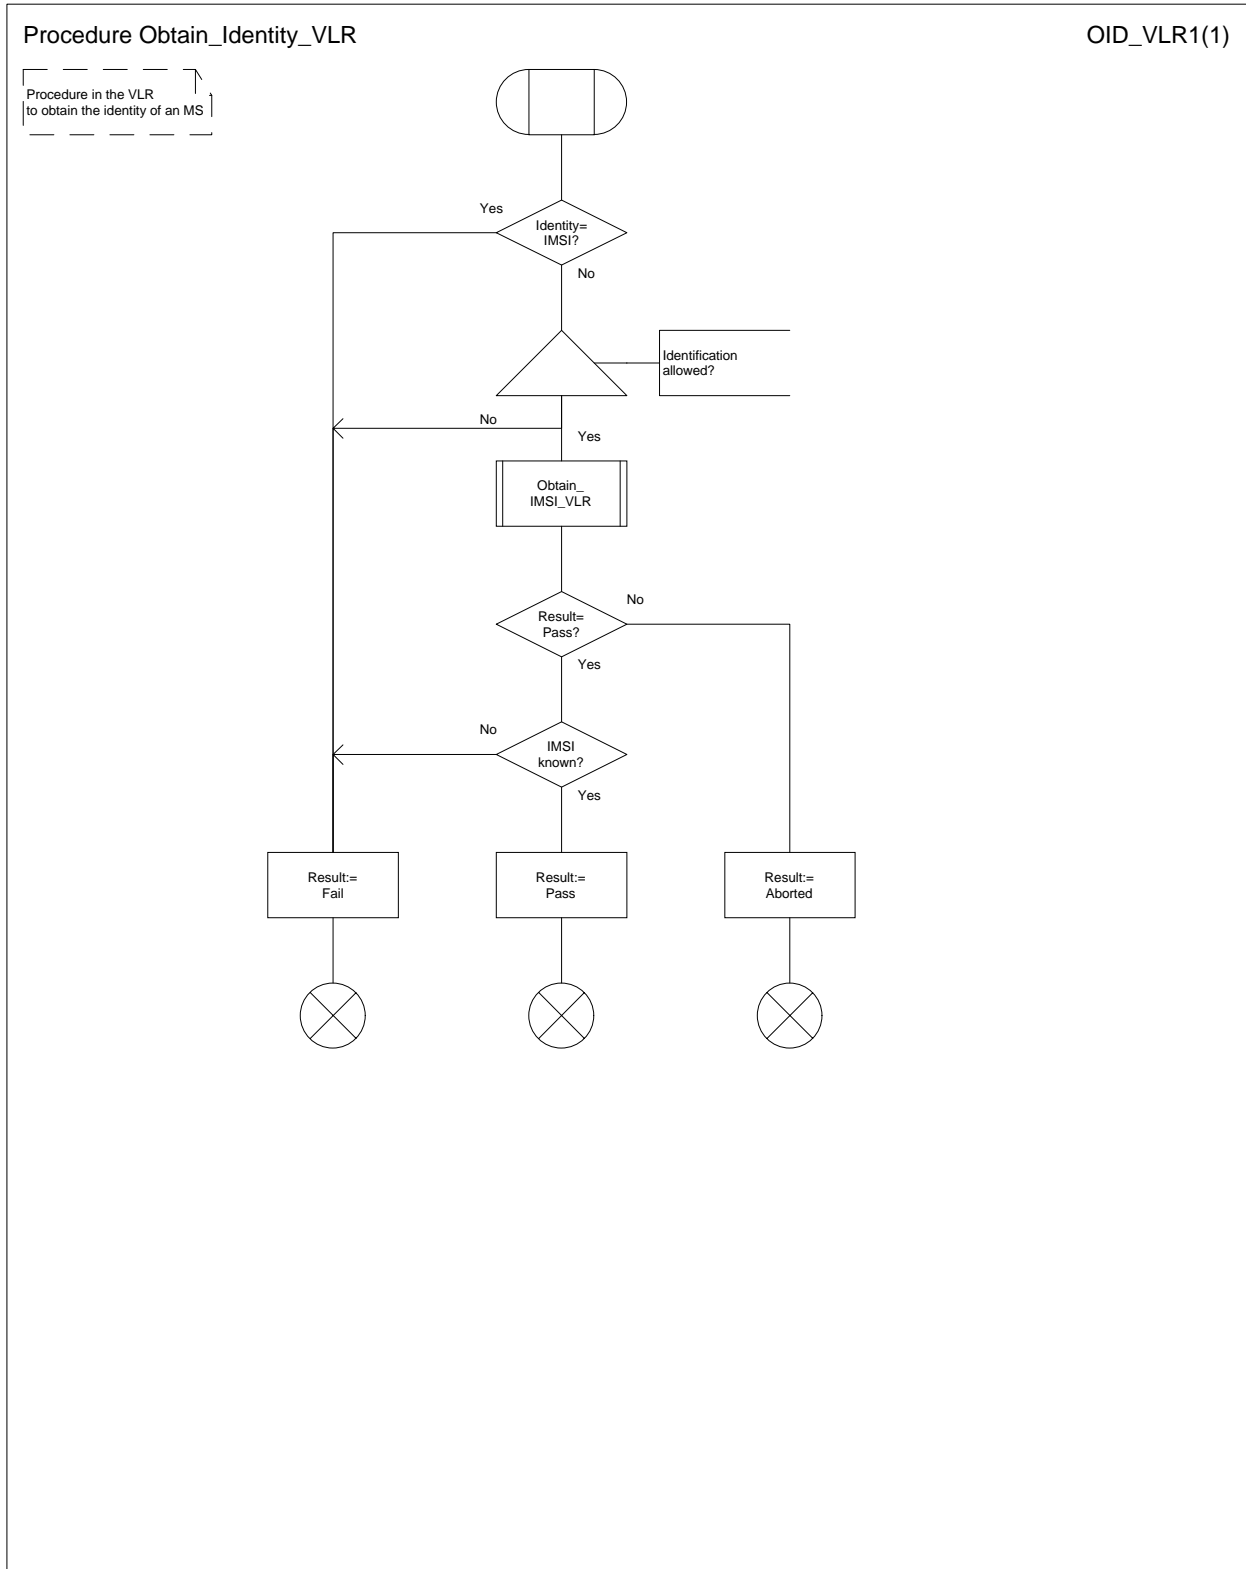 Procedure Obtain_Identity_VLR
OID_VLR1(1)
Procedure in the VLR
to obtain the identity of an MS
Yes
Identity=
IMSI?
No
Identification
allowed?
No
Yes
Obtain_
IMSI_VLR
Result=
Pass?
No
Yes
No
IMSI
known?
Yes
Result:=
Fail
Result:=
Pass
Result:=
Aborted